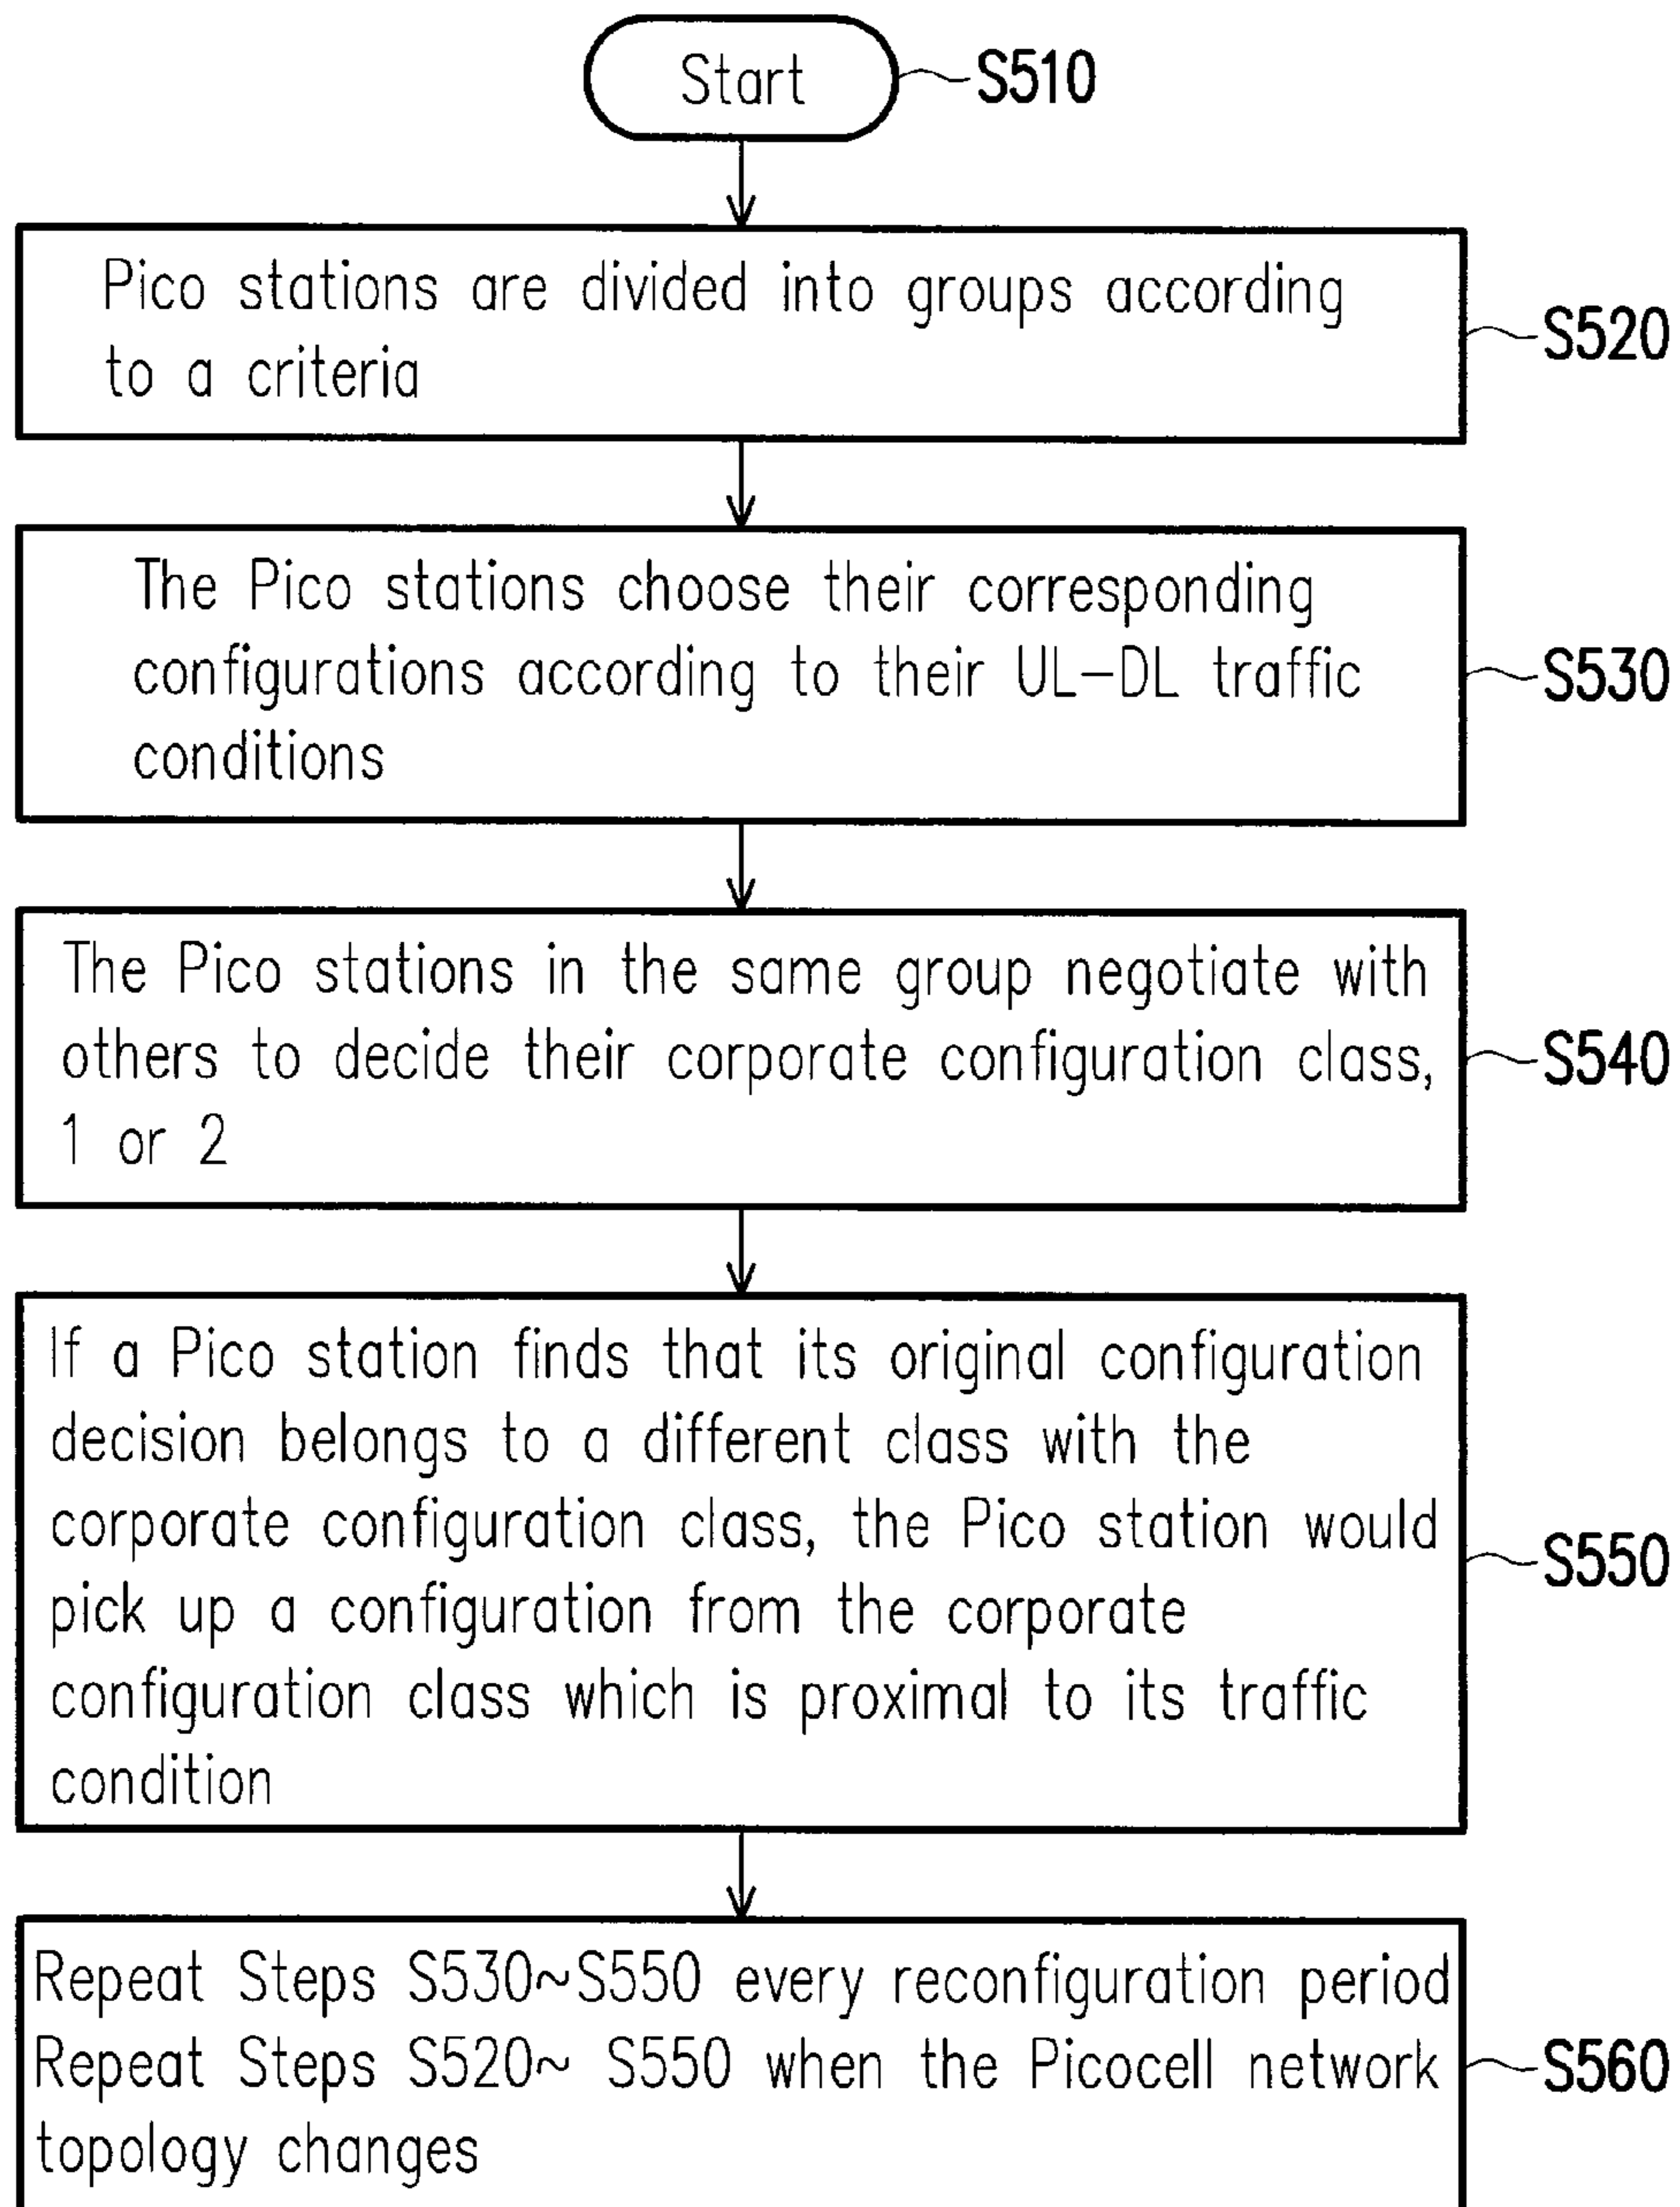 Start
S510
Pico stations are divided into groups according
to a criteria
S520
The Pico stations choose their corresponding
configurations according to their UL-DL traffic
conditions
S530
The Pico stations in the same group negotiate with
others to decide their corporate configuration class,
1 or 2
S540
If a Pico station finds that its original configuration
decision belongs to a different class with the
corporate configuration class, the Pico station would
pick up a configuration from the corporate
configuration class which is proximal to its traffic
condition
S550
Repeat Steps S530~S550 every reconfiguration period
Repeat Steps S520~ S550 when the Picocell network
topology changes
S560